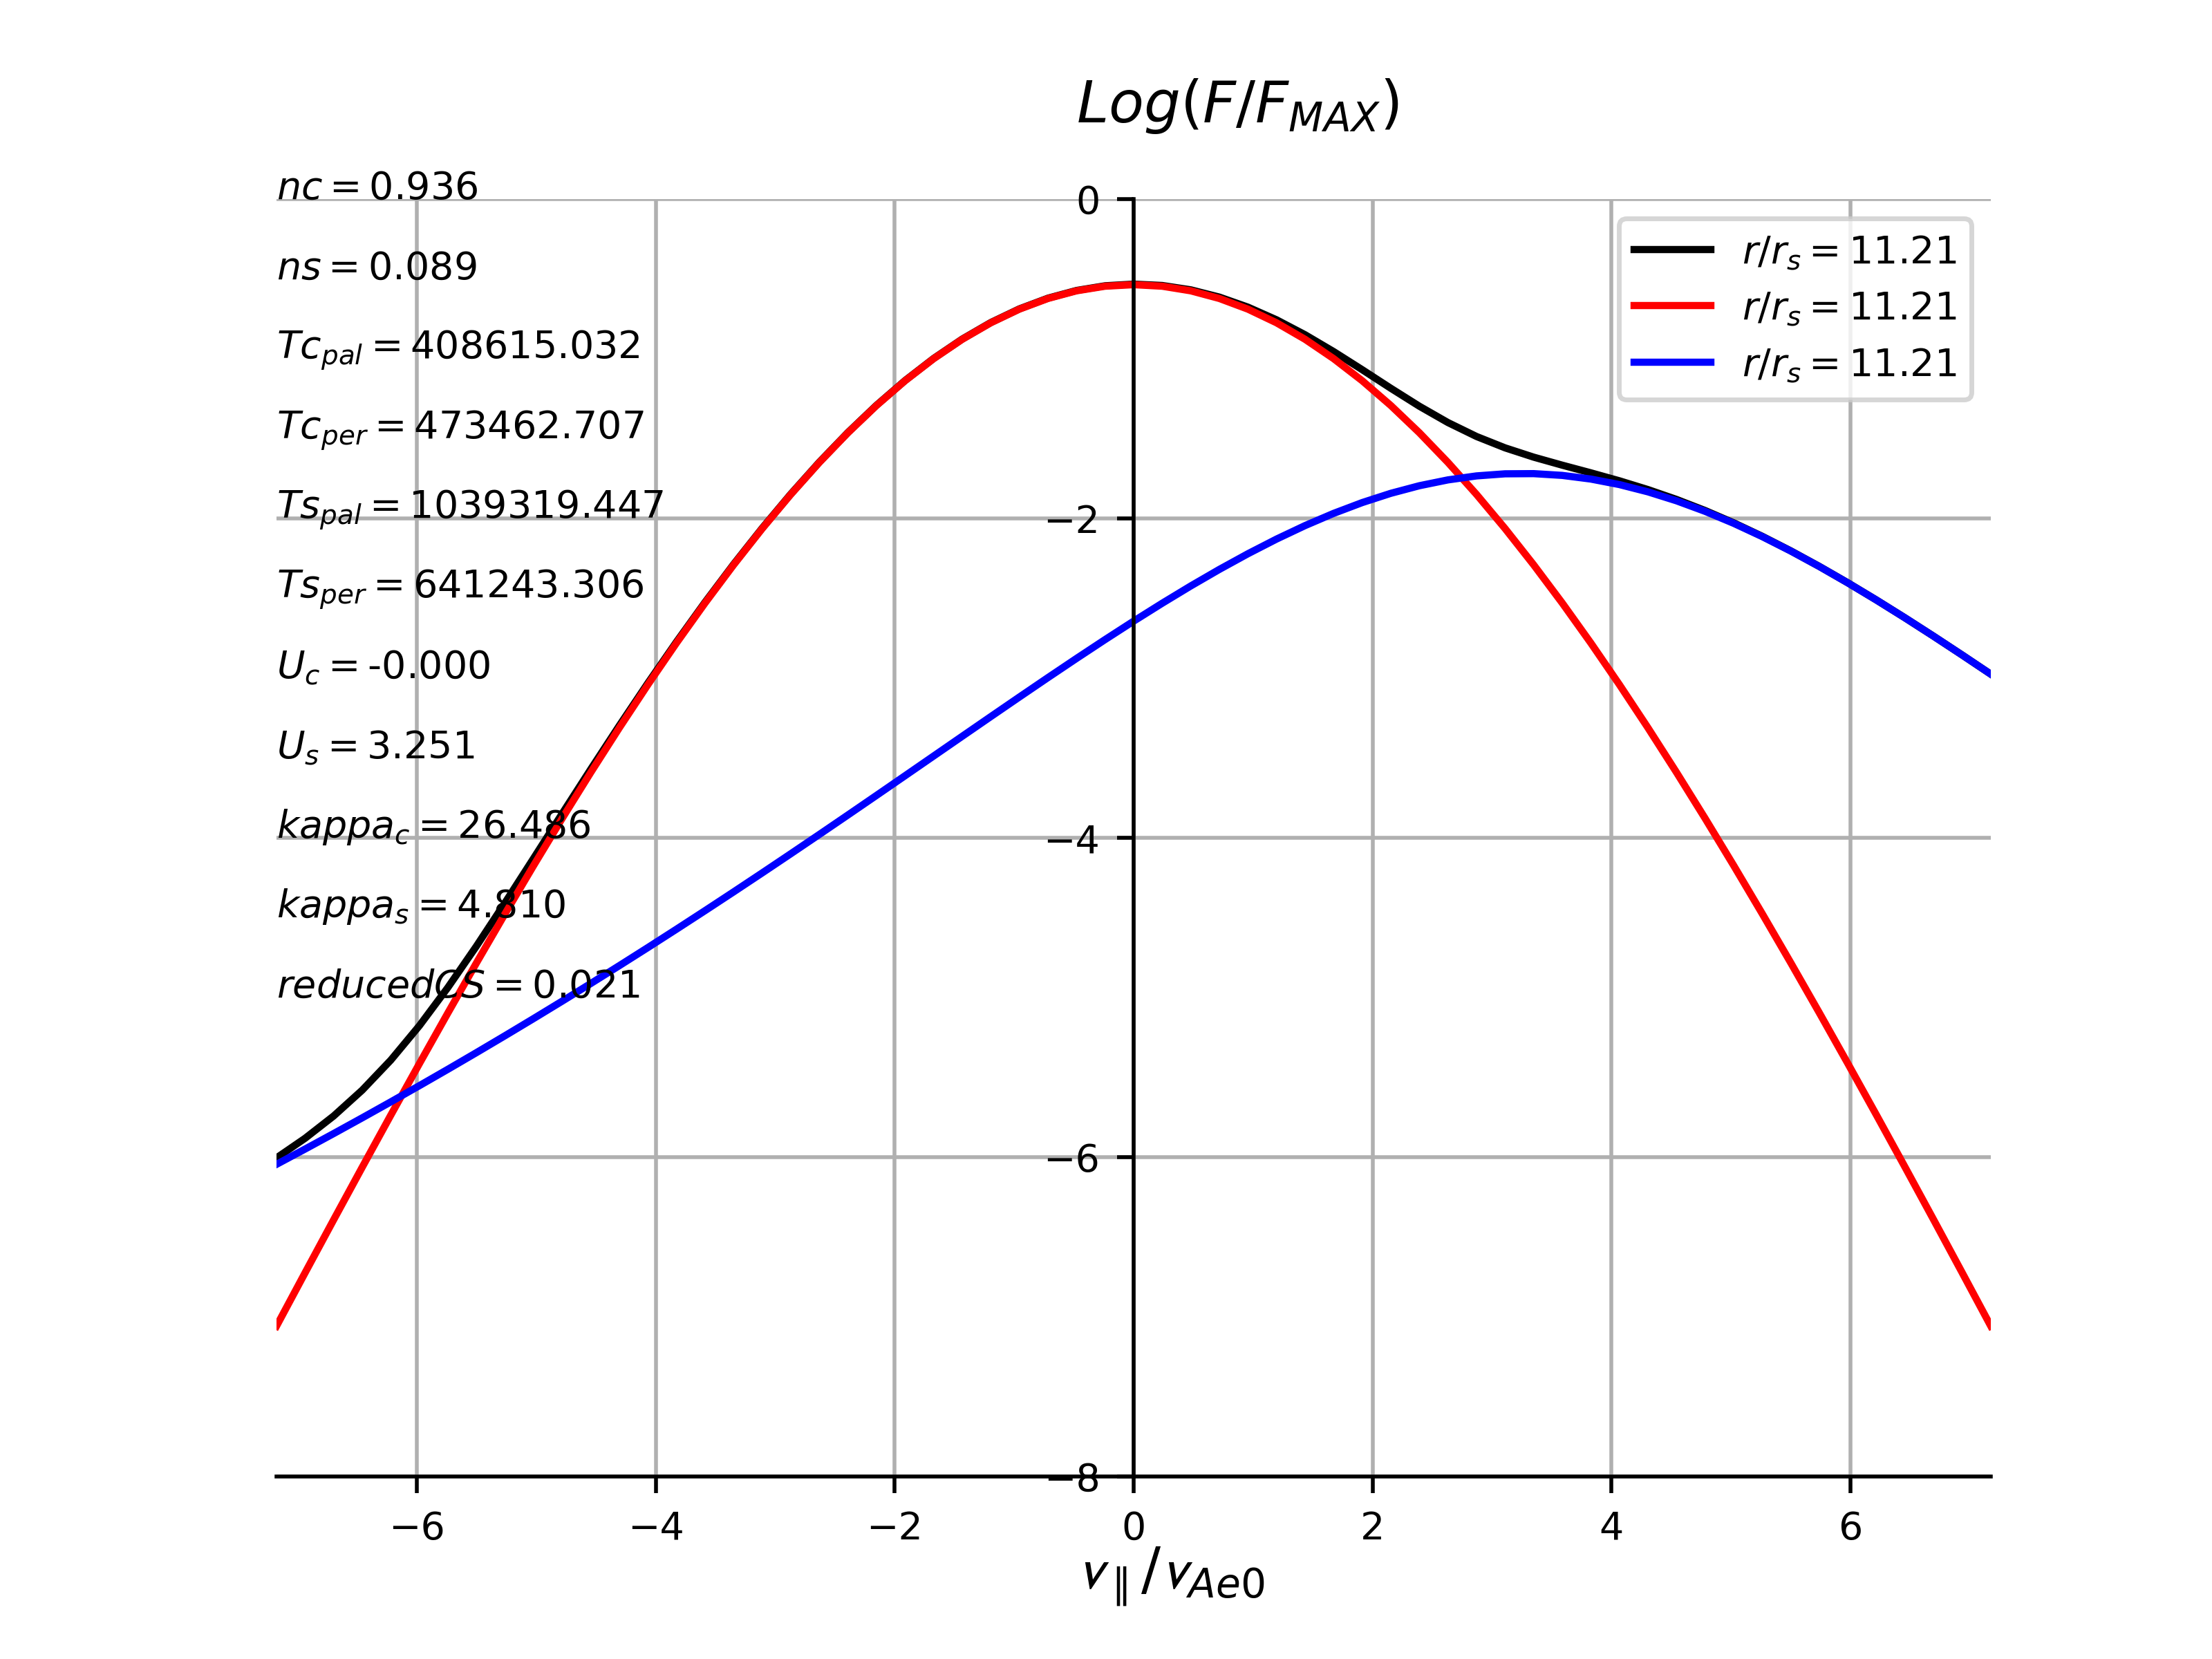 Log(F/F_MAX)
nc = 0.936
ns = 0.089
Tc_pal = 408615.032
Tc_per = 473462.707
Ts_pal = 1039319.447
Ts_per = 641243.306
U_c = -0.000
U_s = 3.251
kappa_c = 26.486
kappa_s = 4.810
reducedCS = 0.021
0
−2
−4
−6
−8
r/r_s = 11.21
r/r_s = 11.21
r/r_s = 11.21
−6 −4 −2 0 2 4 6
v_∥/v_Ae0